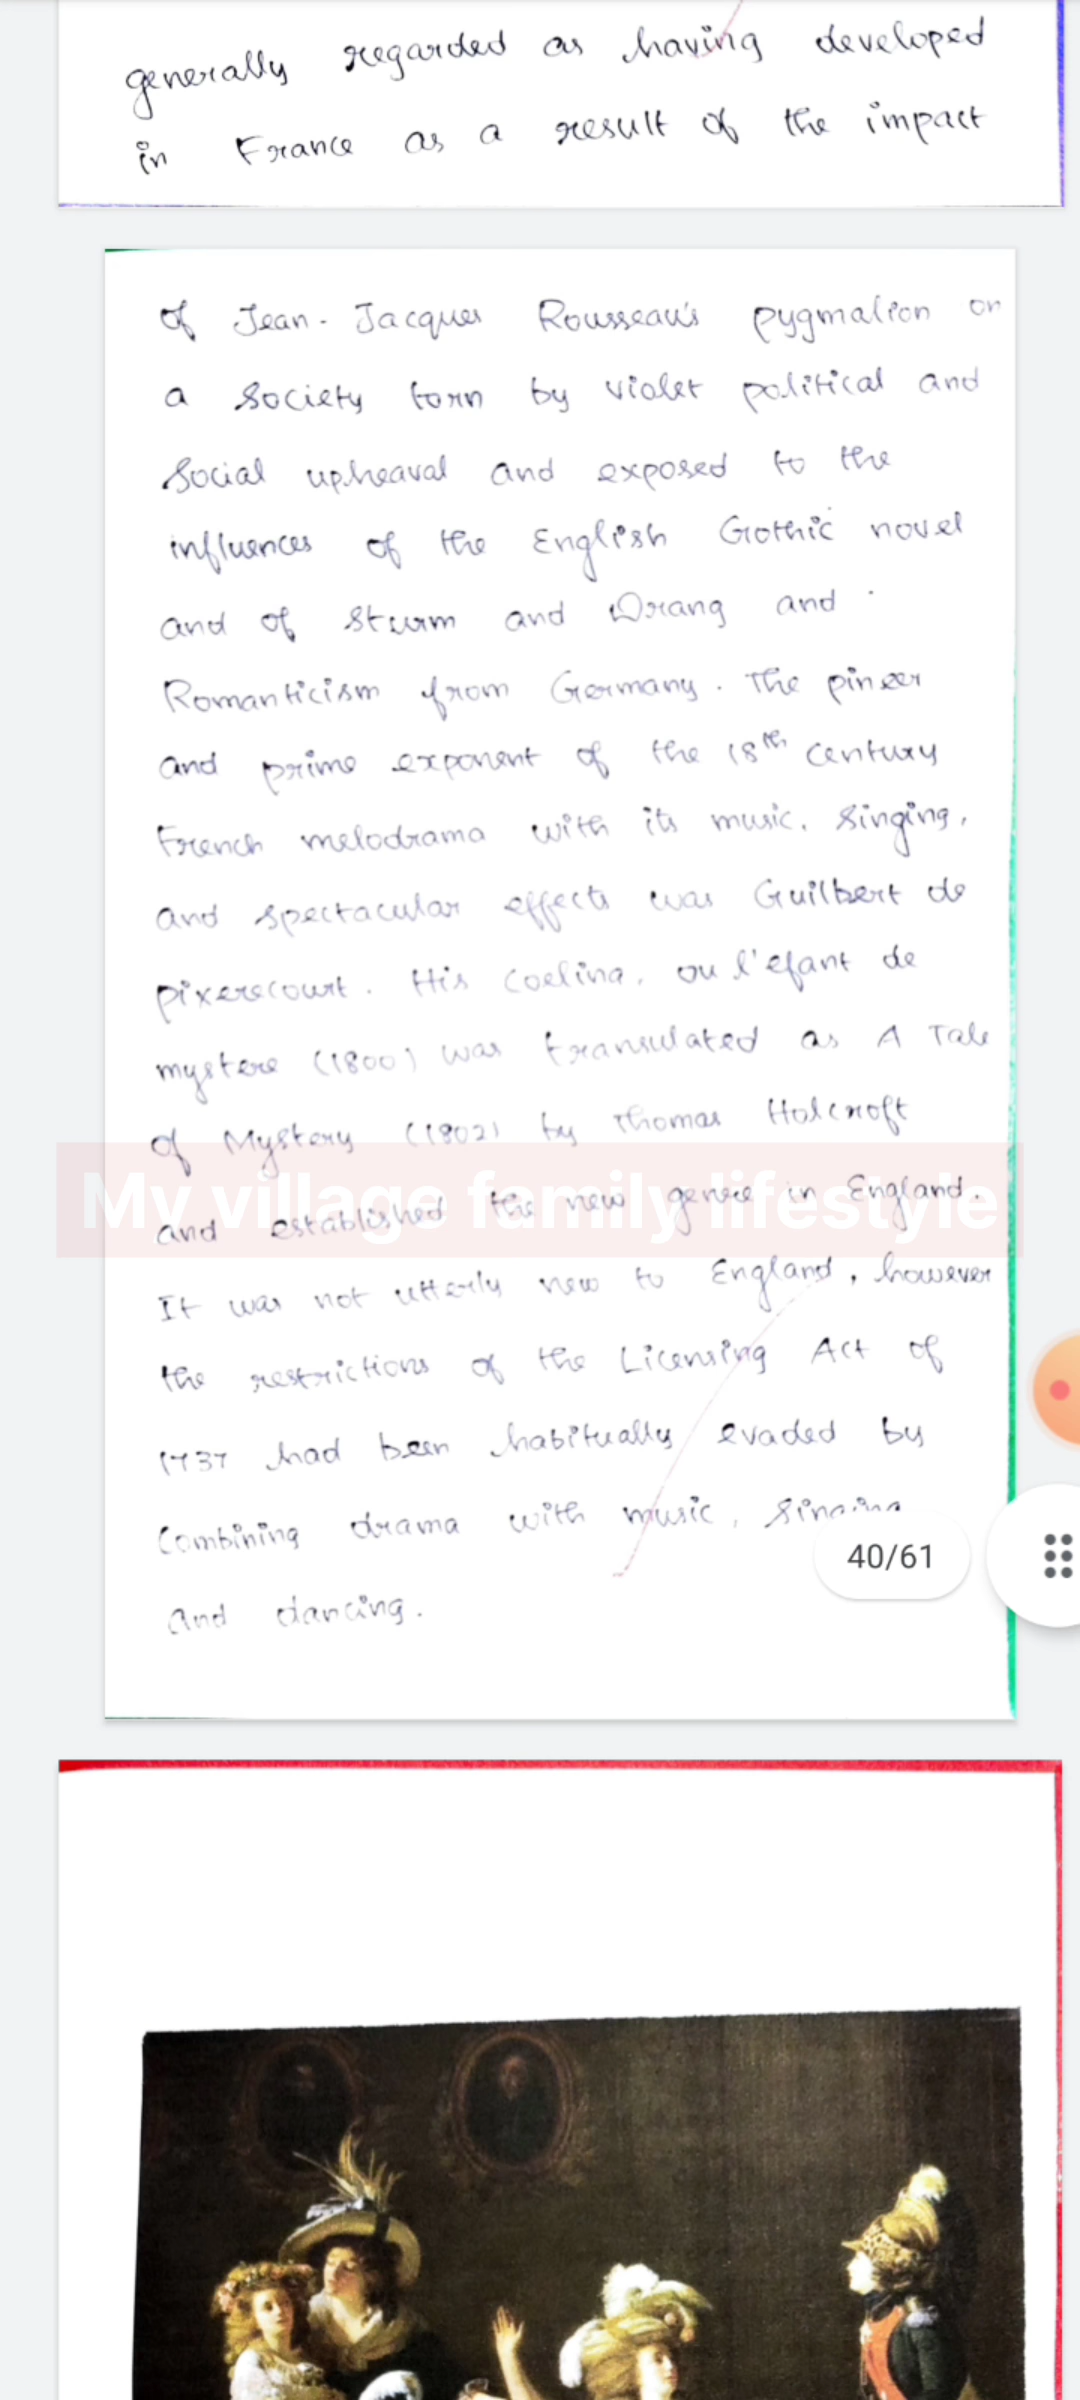 generally regarded as having developed
in France as a result of the impact
of Jean-Jacques Rousseau's pygmalion on
a society torn by violet political and
social upheaval and exposed to the
influences of the English Gothic novel
and of Sturm and Drang and
Romanticism from Germany. The pineer
and prime exponent of the 18th century
French melodrama with its music, singing,
and spectacular effects was Guilbert de
pixerecourt. His coelina, ou l'efant de
mystere (1800) was transulated as A Tale
of Mystery (1802) by Thomas Holcroft
My village family lifestyle
and established the new genere in England.
It was not utterly new to England, however
the restrictions of the Licensing Act of
1737 had been habitually evaded by
Combining drama with music, singing
40/61
and dancing.